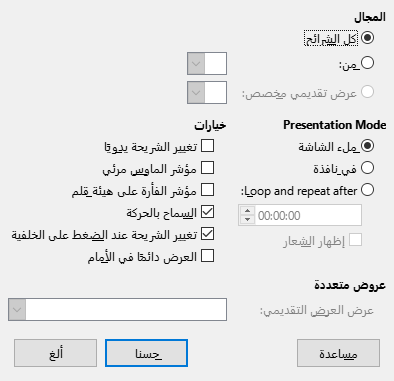 المجال
كل الشرائح
من:
عرض تقديمي مخصص:
Presentation Mode
ملء الشاشة
في نافذة
Loop and repeat after:
00:00:00
إظهار الشعار
خيارات
تغيير الشريحة يدويًا
مؤشر الماوس مرئي
مؤشر الفأرة على هيئة قلم
السماح بالحركة
تغيير الشريحة عند الضغط على الخلفية
العرض دائمًا في الأمام
عروض متعددة
عرض العرض التقديمي:
مساعدة
حسنا
ألغ